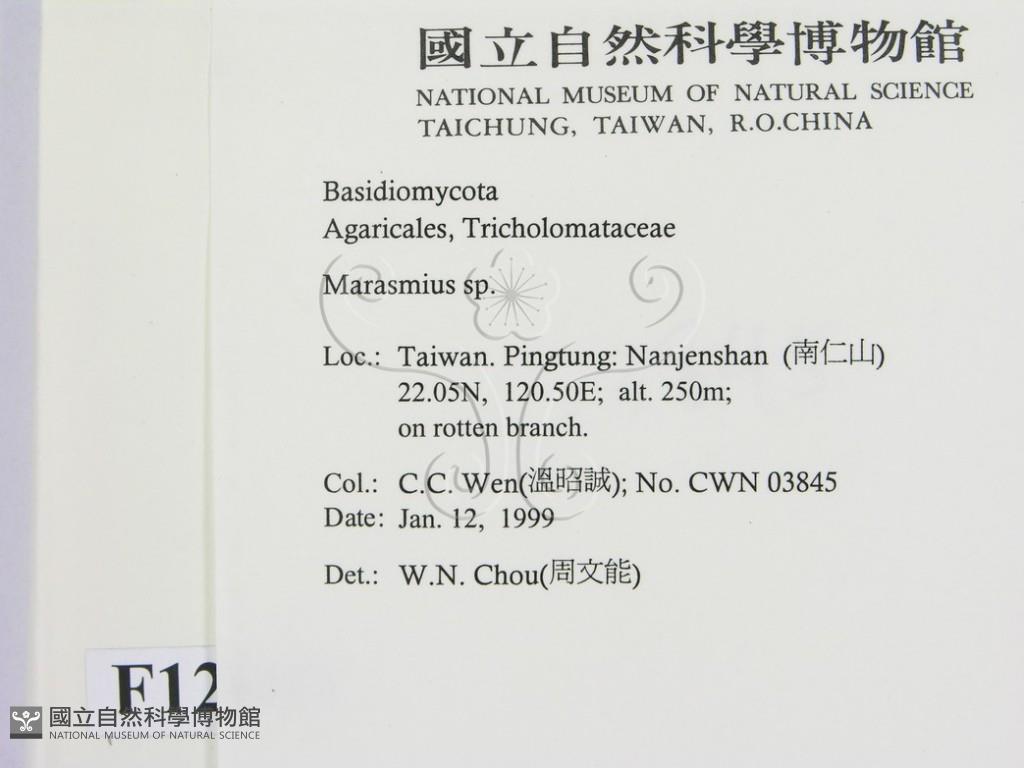 國立自然科學博物館
NATIONAL MUSEUM OF NATURAL SCIENCE
TAICHUNG, TAIWAN, R.O.CHINA
Basidiomycota
Agaricales, Tricholomataceae
Marasmius sp.
Loc.: Taiwan. Pingtung: Nanjenshan (南仁山)
22.05N, 120.50E; alt. 250m;
on rotten branch.
Col.: C.C. Wen(溫昭誠); No. CWN 03845
Date: Jan. 12, 1999
Det.: W.N. Chou(周文能)
F12
國立自然科學博物館
NATIONAL MUSEUM OF NATURAL SCIENCE